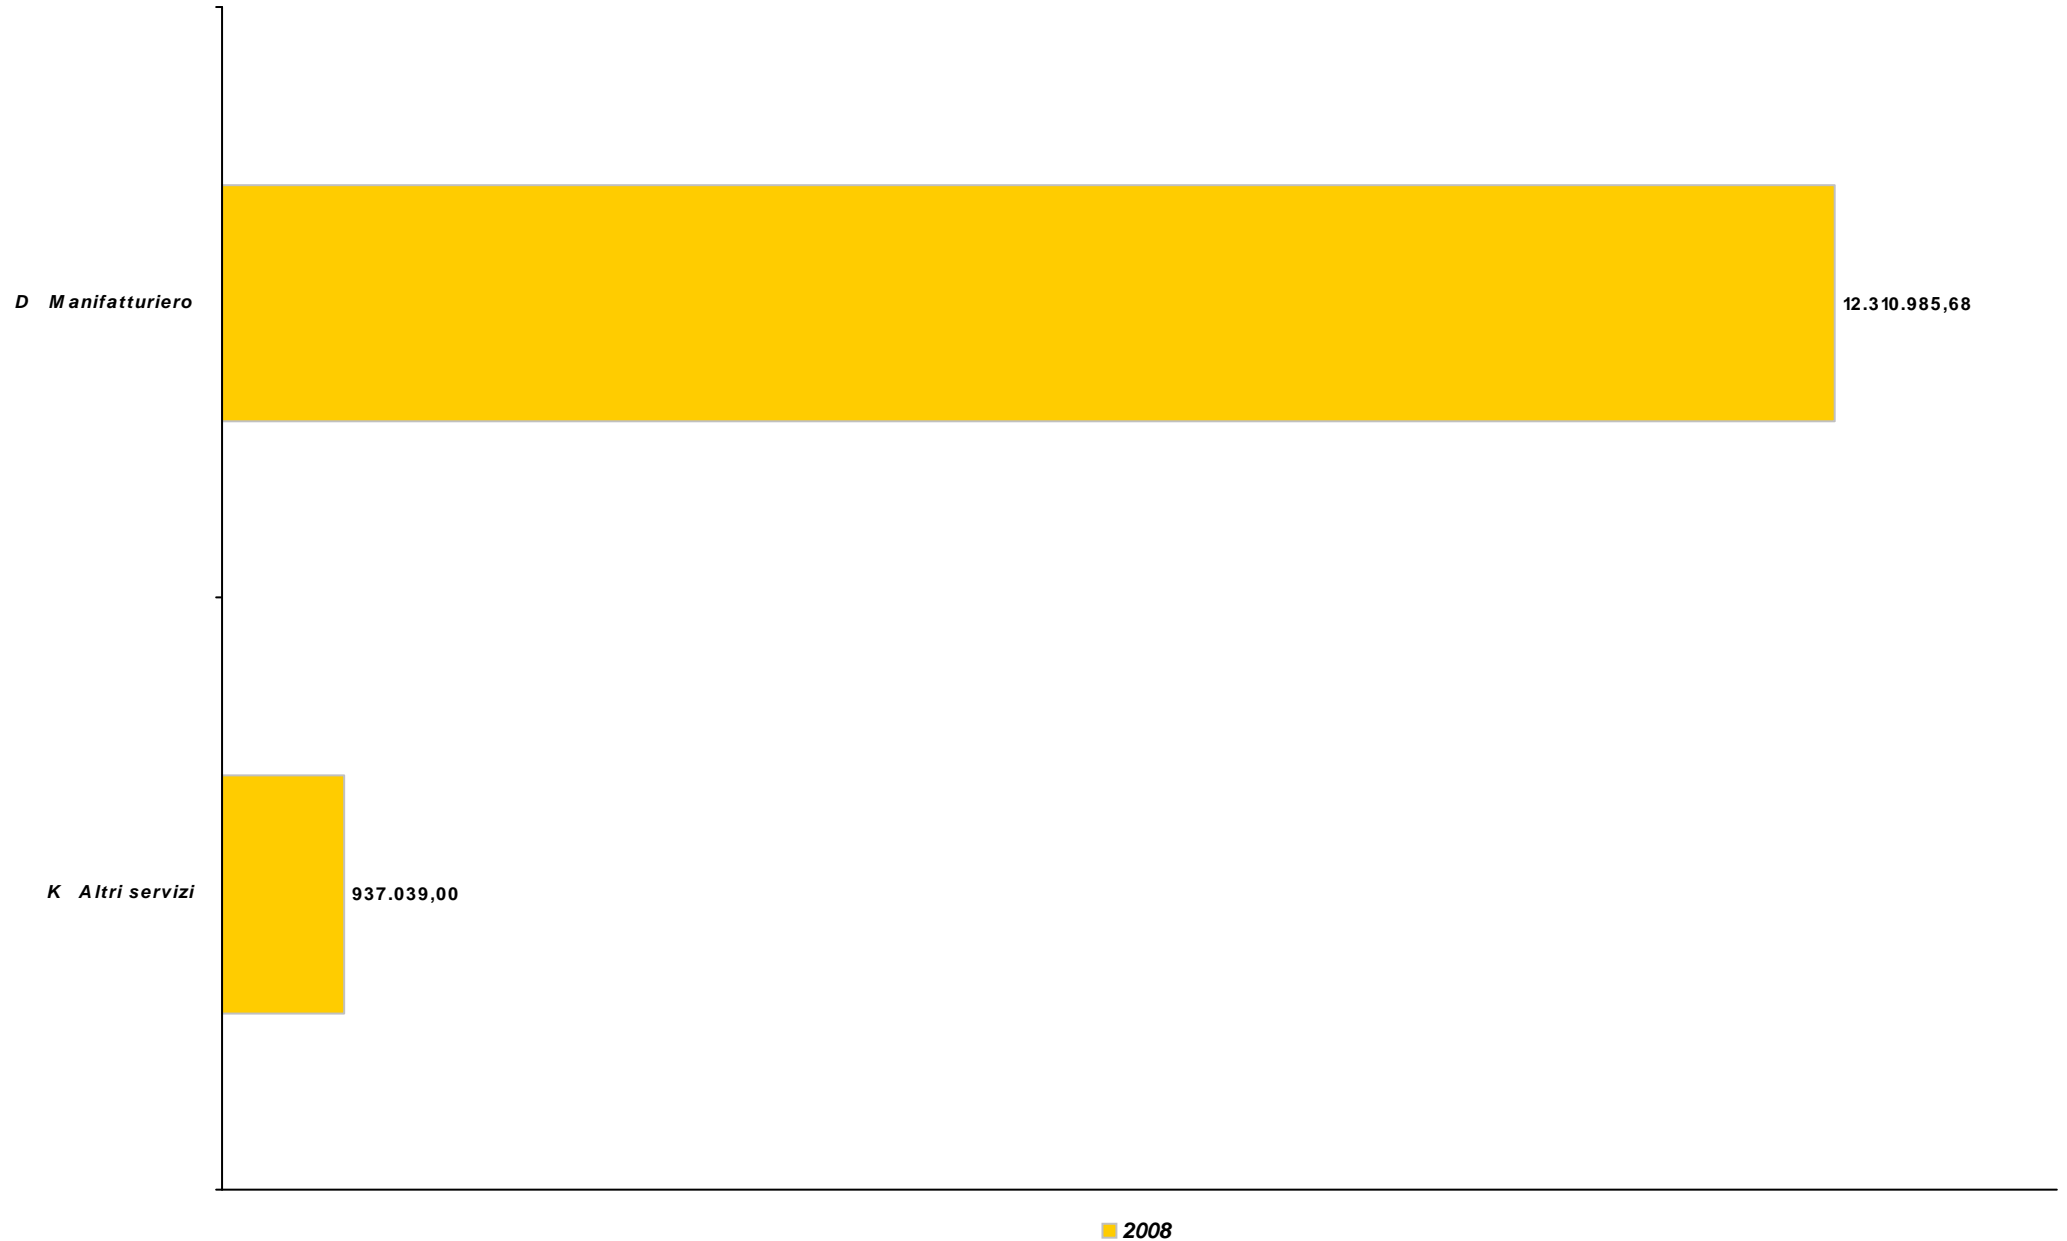 D Manifatturiero
12.310.985,68
K Altri servizi
937.039,00
2008